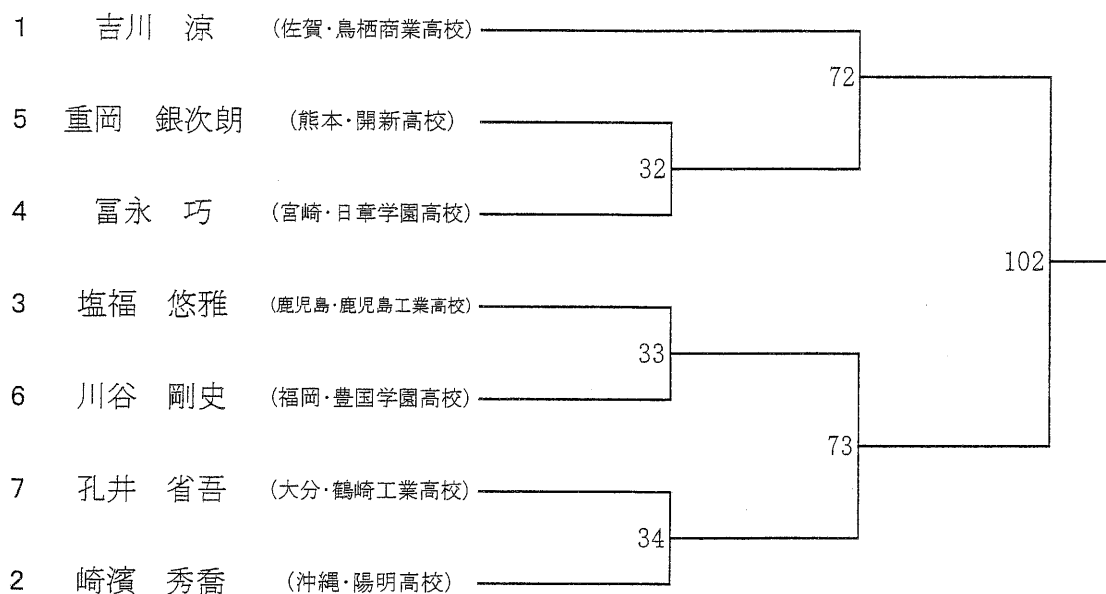 1 吉川 涼 (佐賀・鳥栖商業高校)
72
5 重岡 銀次朗 (熊本・開新高校)
32
4 冨永 巧 (宮崎・日章学園高校)
102
3 塩福 悠雅 (鹿児島・鹿児島工業高校)
33
6 川谷 剛史 (福岡・豊国学園高校)
73
7 孔井 省吾 (大分・鶴崎工業高校)
34
2 崎濱 秀喬 (沖縄・陽明高校)